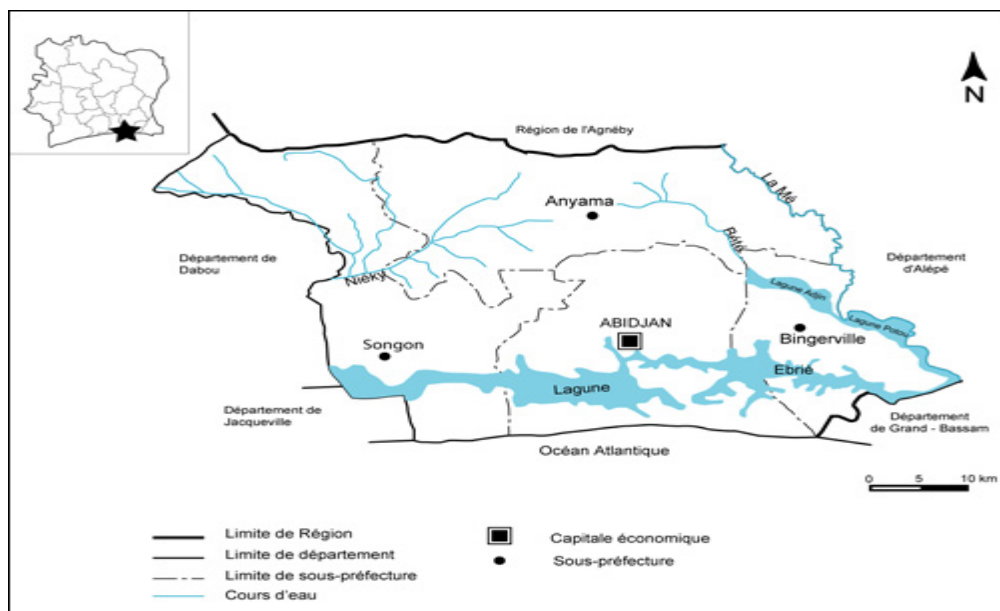 N
Région de l'Agnéby
La Mé
Anyama
Bété
Département de
Dabou
Département
d'Alépé
Niéky
Lagune Adjin
Lagune Potou
ABIDJAN
Bingerville
Songon
Ebrié
Lagune
Département de
Jacqueville
Département
de Grand - Bassam
Océan Atlantique
0 5 10 km
Limite de Région
Limite de département
Limite de sous-préfecture
Cours d'eau
Capitale économique
Sous-préfecture